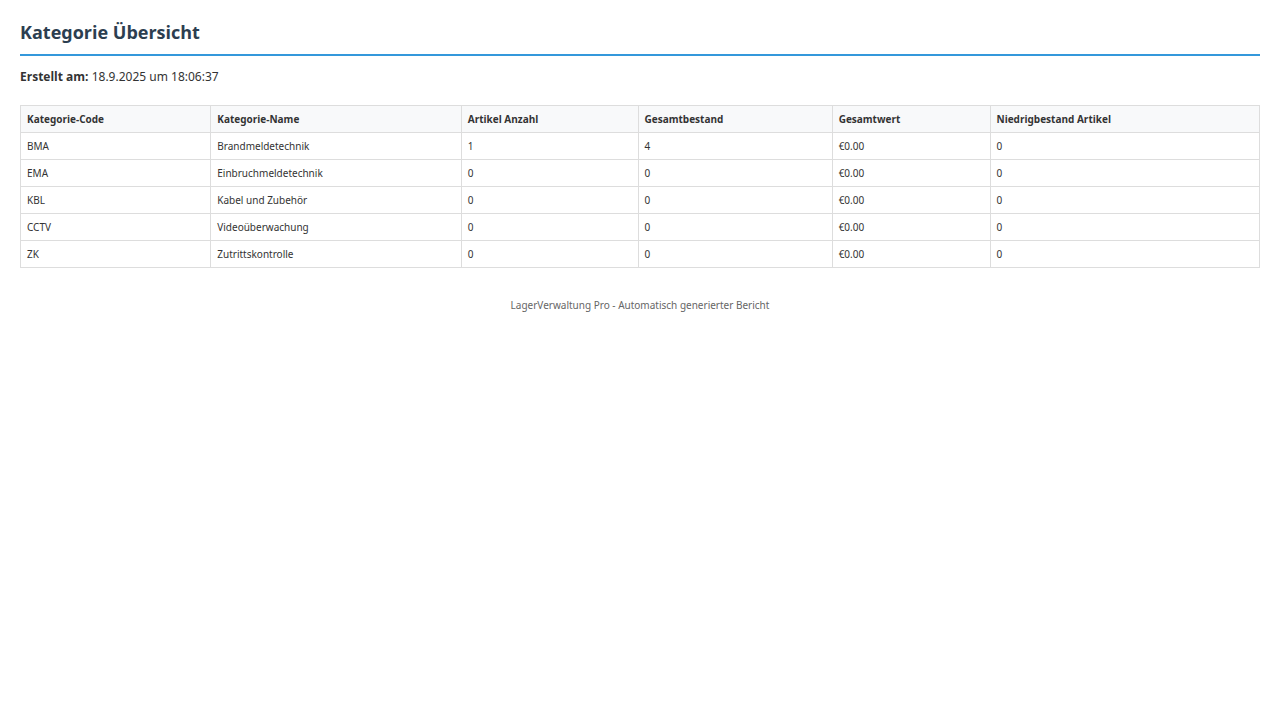 Kategorie Übersicht
Erstellt am: 18.9.2025 um 18:06:37
Kategorie-Code Kategorie-Name Artikel Anzahl Gesamtbestand Gesamtwert Niedrigbestand Artikel
BMA Brandmeldetechnik 1 4 €0.00 0
EMA Einbruchmeldetechnik 0 0 €0.00 0
KBL Kabel und Zubehör 0 0 €0.00 0
CCTV Videoüberwachung 0 0 €0.00 0
ZK Zutrittskontrolle 0 0 €0.00 0
LagerVerwaltung Pro - Automatisch generierter Bericht